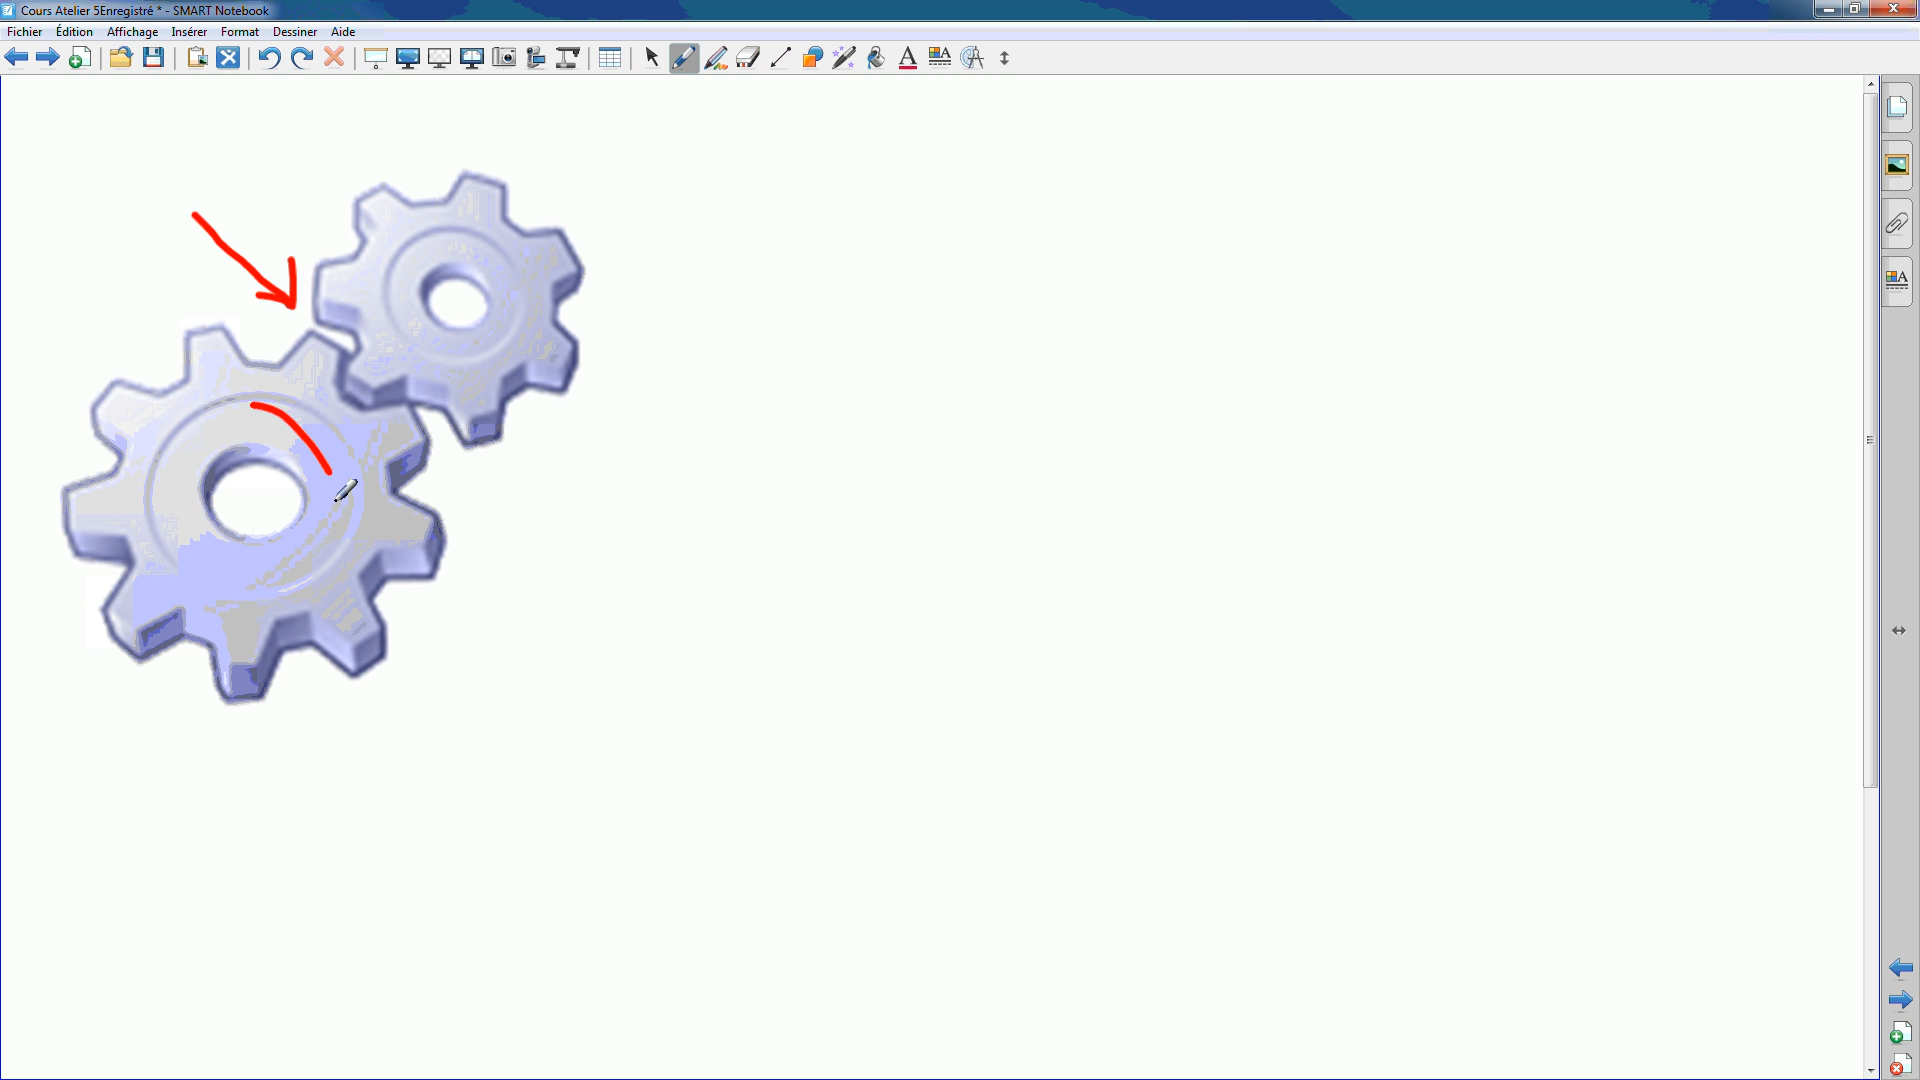 Cours Atelier 5Enregistré * - SMART Notebook
Fichier Édition Affichage Insérer Format Dessiner Aide